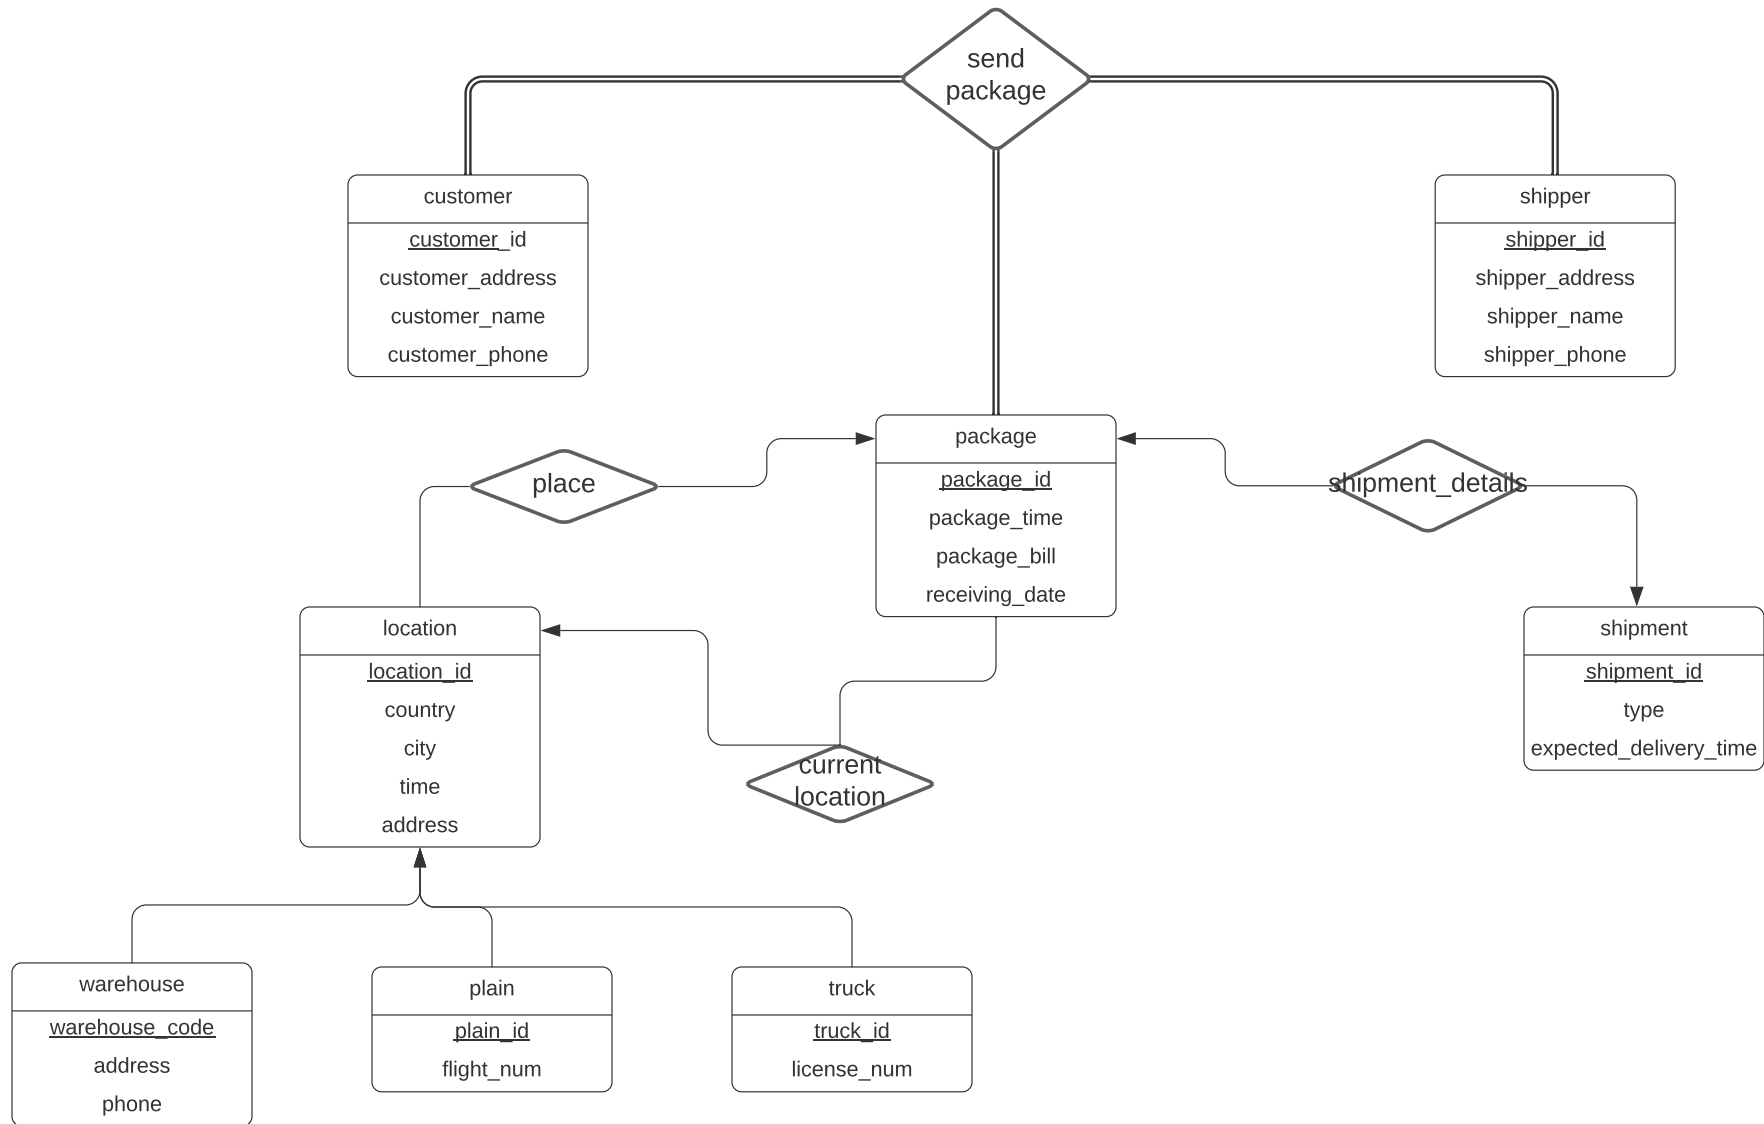 send
package
customer
customer_id
customer_address
customer_name
customer_phone
shipper
shipper_id
shipper_address
shipper_name
shipper_phone
package
package_id
package_time
package_bill
receiving_date
place
shipment_details
location
location_id
country
city
time
address
current
location
shipment
shipment_id
type
expected_delivery_time
warehouse
warehouse_code
address
phone
plain
plain_id
flight_num
truck
truck_id
license_num